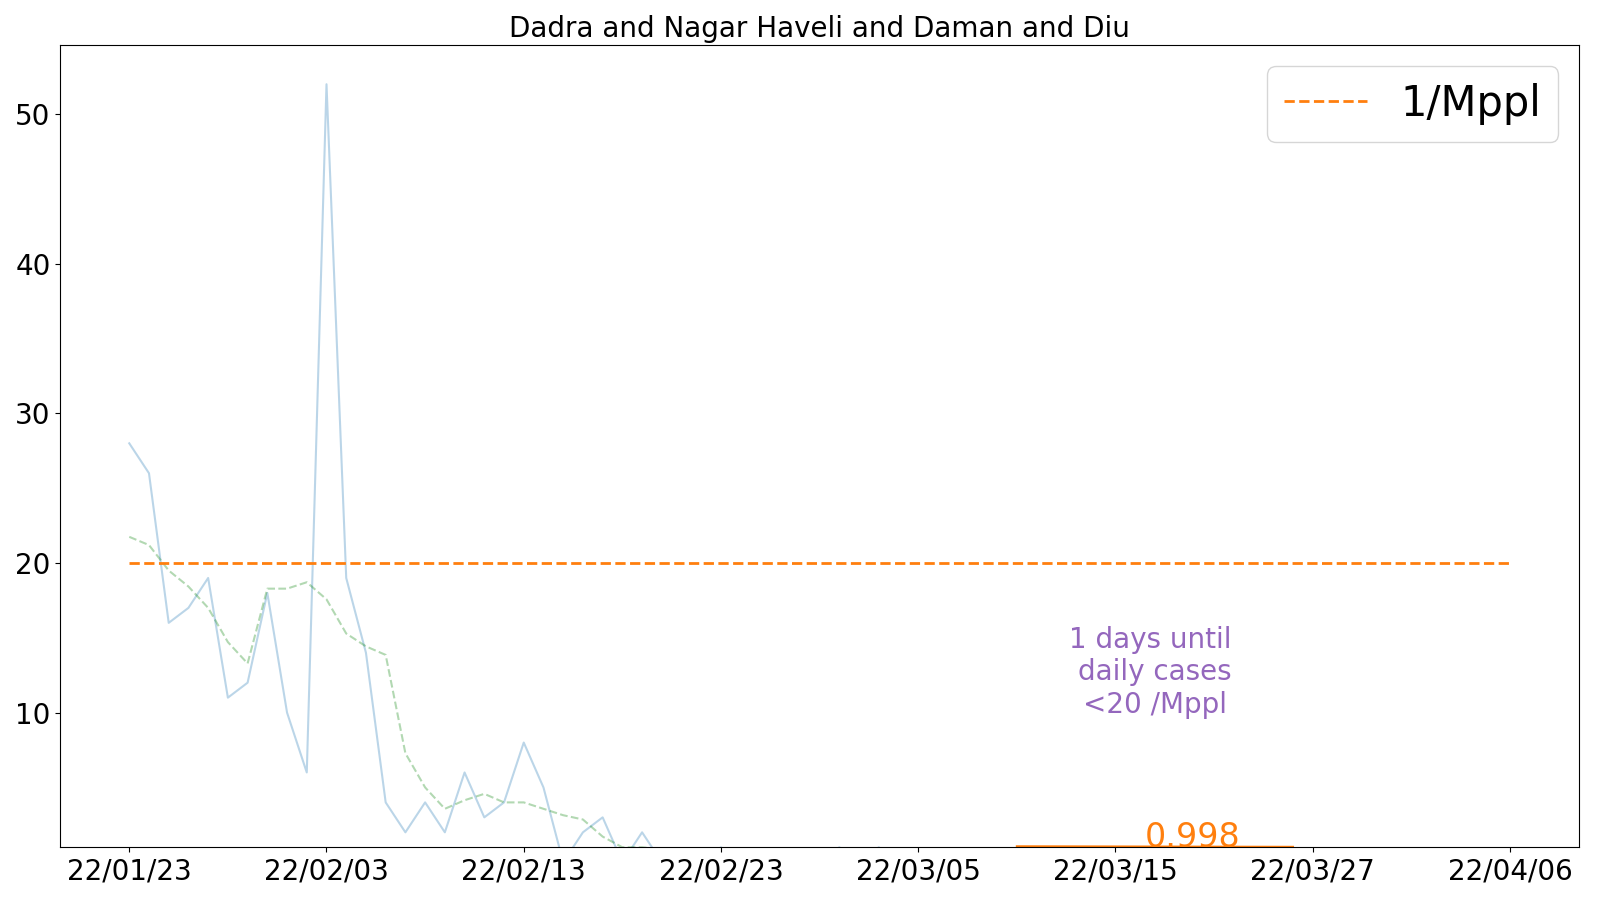 Dadra and Nagar Haveli and Daman and Diu
1/Mppl
50
40
30
20
10
1 days until
daily cases
<20 /Mppl
0.998
22/01/23
22/02/03
22/02/13
22/02/23
22/03/05
22/03/15
22/03/27
22/04/06